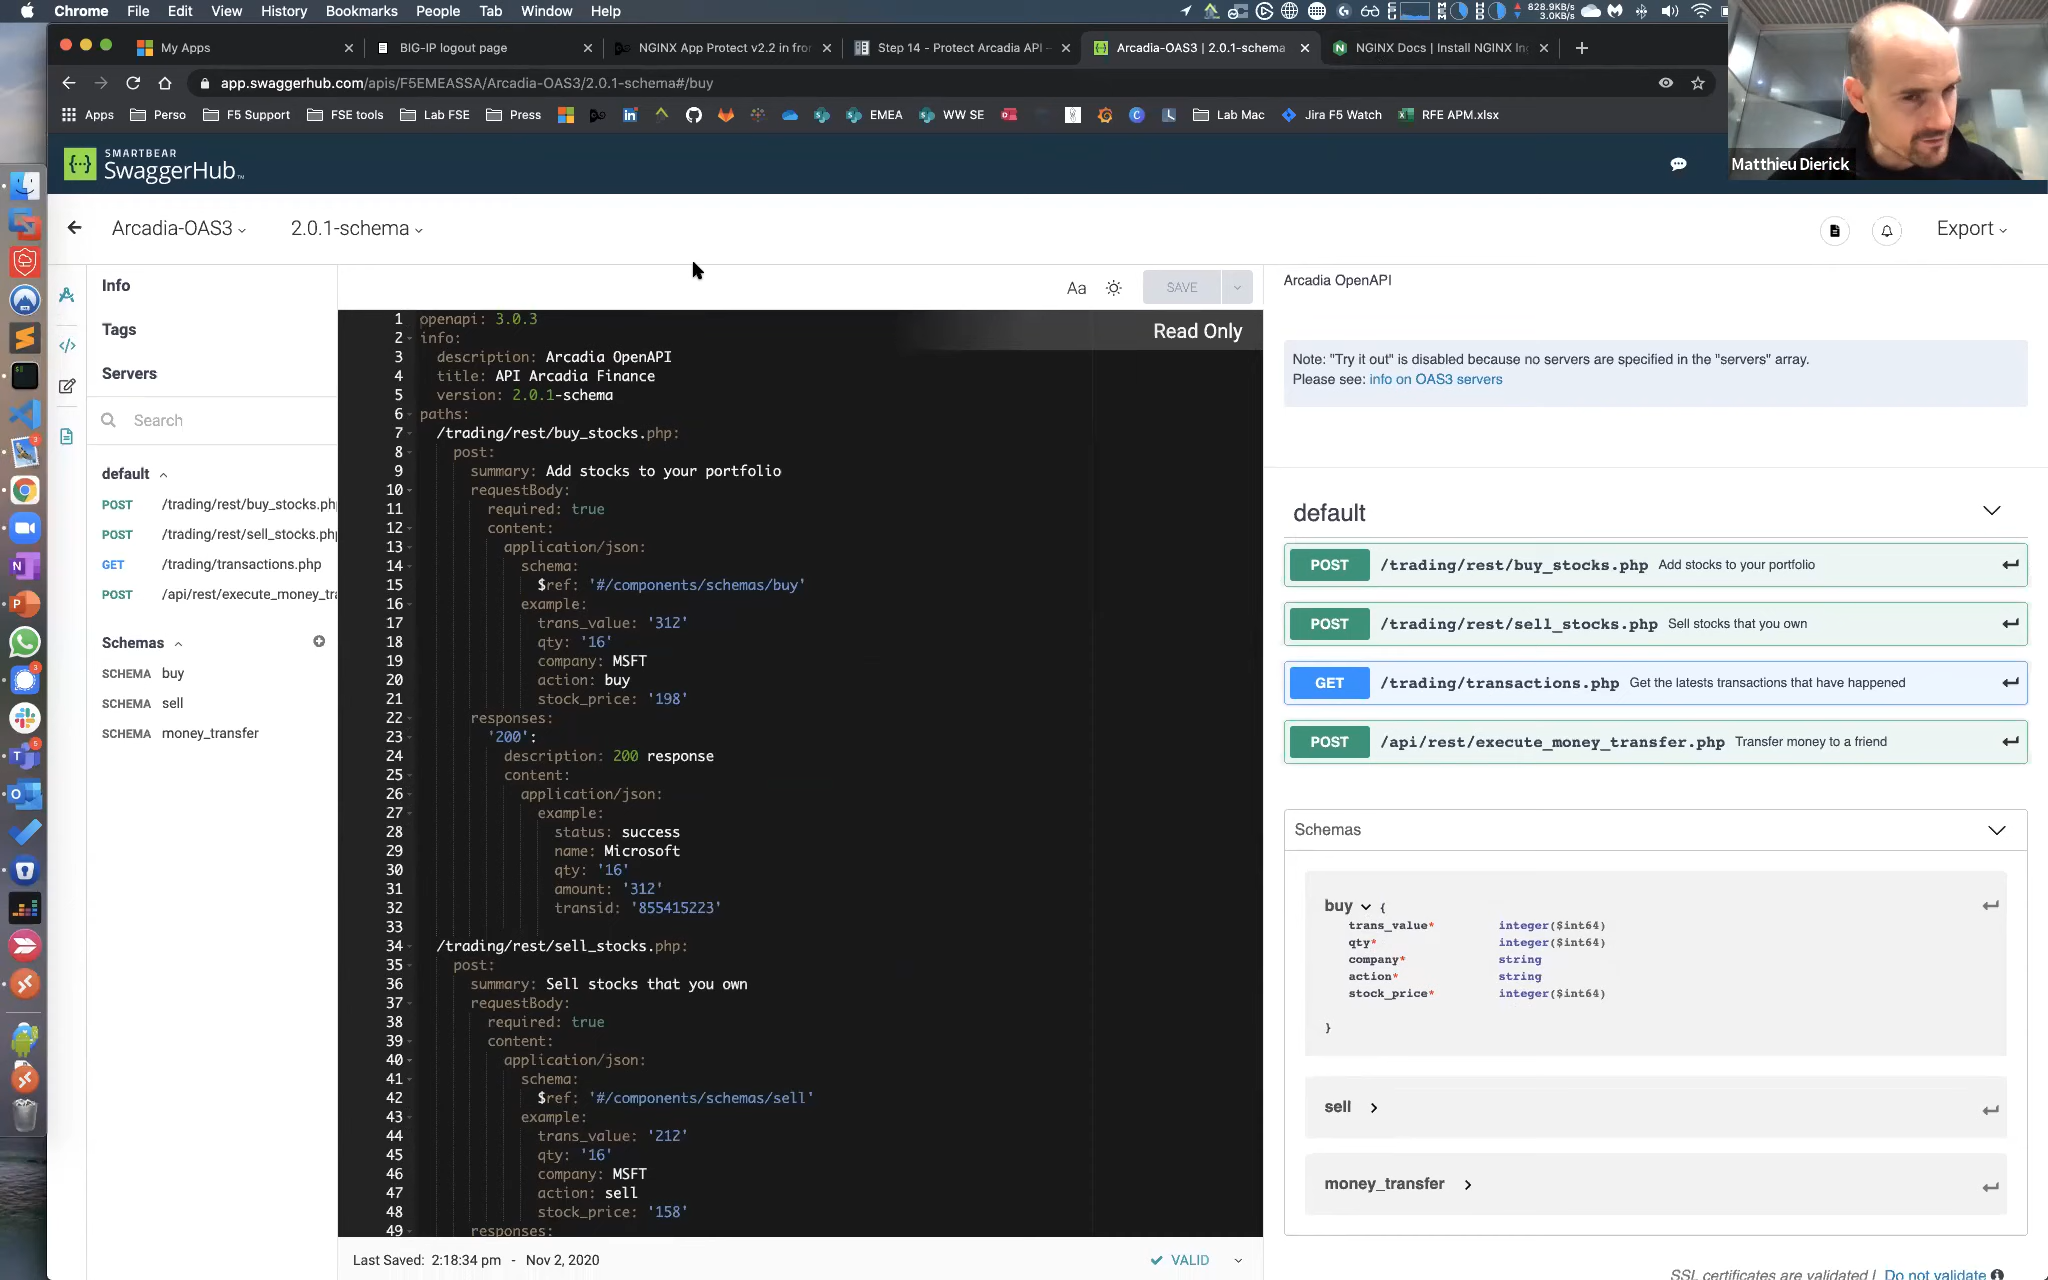 Chrome File Edit View History Bookmarks People Tab Window Help
828.9KB/s
3.0KB/s
My Apps
BIG-IP logout page
NGINX App Protect v2.2 in fro
Step 14 - Protect Arcadia API -
Arcadia-OAS3 | 2.0.1-schema
NGINX Docs | Install NGINX In
app.swaggerhub.com/apis/F5EMEASSA/Arcadia-OAS3/2.0.1-schema#/buy
Apps Perso F5 Support FSE tools Lab FSE Press EMEA WW SE Lab Mac Jira F5 Watch RFE APM.xlsx
Matthieu Dierick
SMARTBEAR
SwaggerHub™
Arcadia-OAS3 2.0.1-schema
Export
Info
Tags
Servers
Search
default
POST /trading/rest/buy_stocks.ph
POST /trading/rest/sell_stocks.ph
GET /trading/transactions.php
POST /api/rest/execute_money_tra
Schemas
SCHEMA buy
SCHEMA sell
SCHEMA money_transfer
Aa SAVE
Read Only
1 openapi: 3.0.3
2 info:
3 description: Arcadia OpenAPI
4 title: API Arcadia Finance
5 version: 2.0.1-schema
6 paths:
7 /trading/rest/buy_stocks.php:
8 post:
9 summary: Add stocks to your portfolio
10 requestBody:
11 required: true
12 content:
13 application/json:
14 schema:
15 $ref: '#/components/schemas/buy'
16 example:
17 trans_value: '312'
18 qty: '16'
19 company: MSFT
20 action: buy
21 stock_price: '198'
22 responses:
23 '200':
24 description: 200 response
25 content:
26 application/json:
27 example:
28 status: success
29 name: Microsoft
30 qty: '16'
31 amount: '312'
32 transid: '855415223'
33
34 /trading/rest/sell_stocks.php:
35 post:
36 summary: Sell stocks that you own
37 requestBody:
38 required: true
39 content:
40 application/json:
41 schema:
42 $ref: '#/components/schemas/sell'
43 example:
44 trans_value: '212'
45 qty: '16'
46 company: MSFT
47 action: sell
48 stock_price: '158'
49 responses:
Last Saved: 2:18:34 pm - Nov 2, 2020
VALID
Arcadia OpenAPI
Note: "Try it out" is disabled because no servers are specified in the "servers" array.
Please see: info on OAS3 servers
default
POST /trading/rest/buy_stocks.php Add stocks to your portfolio
POST /trading/rest/sell_stocks.php Sell stocks that you own
GET /trading/transactions.php Get the latests transactions that have happened
POST /api/rest/execute_money_transfer.php Transfer money to a friend
Schemas
buy {
trans_value* integer($int64)
qty* integer($int64)
company* string
action* string
stock_price* integer($int64)
}
sell
money_transfer
SSL certificates are validated | Do not validate